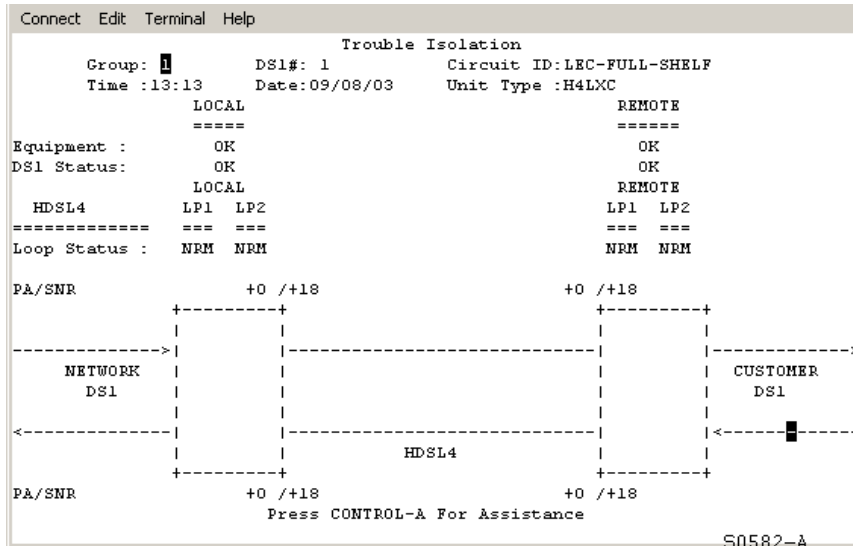 Connect Edit Terminal Help
Trouble Isolation
Group: 1 DS1#: 1 Circuit ID:LEC-FULL-SHELF
Time :13:13 Date:09/08/03 Unit Type :H4LXC
LOCAL REMOTE
===== ======
Equipment : OK OK
DS1 Status: OK OK
LOCAL REMOTE
HDSL4 LP1 LP2 LP1 LP2
============= === === === ===
Loop Status : NRM NRM NRM NRM
PA/SNR +0 /+18 +0 /+18
NETWORK CUSTOMER
DS1 DS1
HDSL4
PA/SNR +0 /+18 +0 /+18
Press CONTROL-A For Assistance
S0582-A